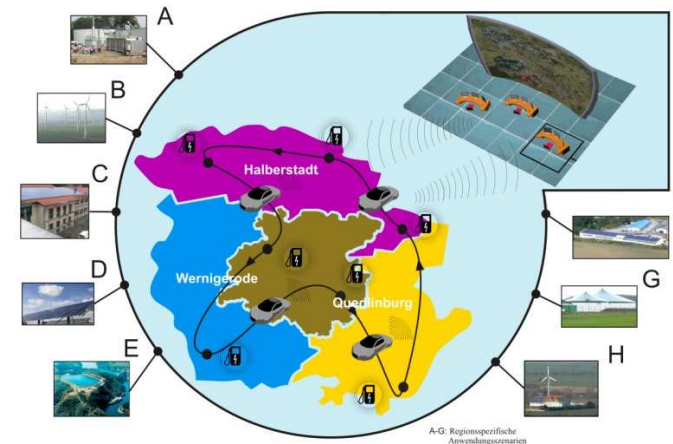 A
B
C
D
E
Halberstadt
Wernigerode
Quedlinburg
G
H
A-G: Regionsspezifische
Anwendungsszenarien